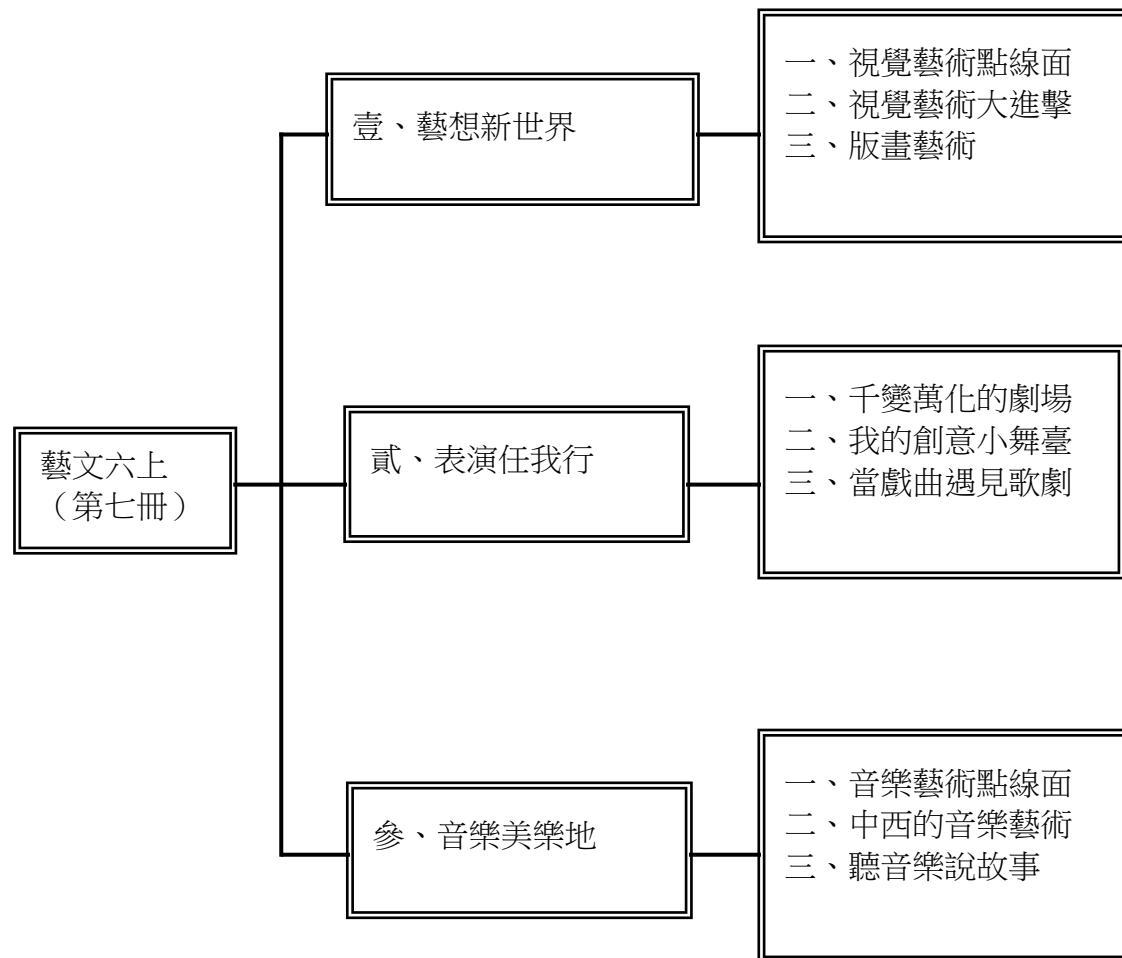 藝文六上
（第七冊）
壹、藝想新世界
一、視覺藝術點線面
二、視覺藝術大進擊
三、版畫藝術
貳、表演任我行
一、千變萬化的劇場
二、我的創意小舞臺
三、當戲曲遇見歌劇
參、音樂美樂地
一、音樂藝術點線面
二、中西的音樂藝術
三、聽音樂說故事